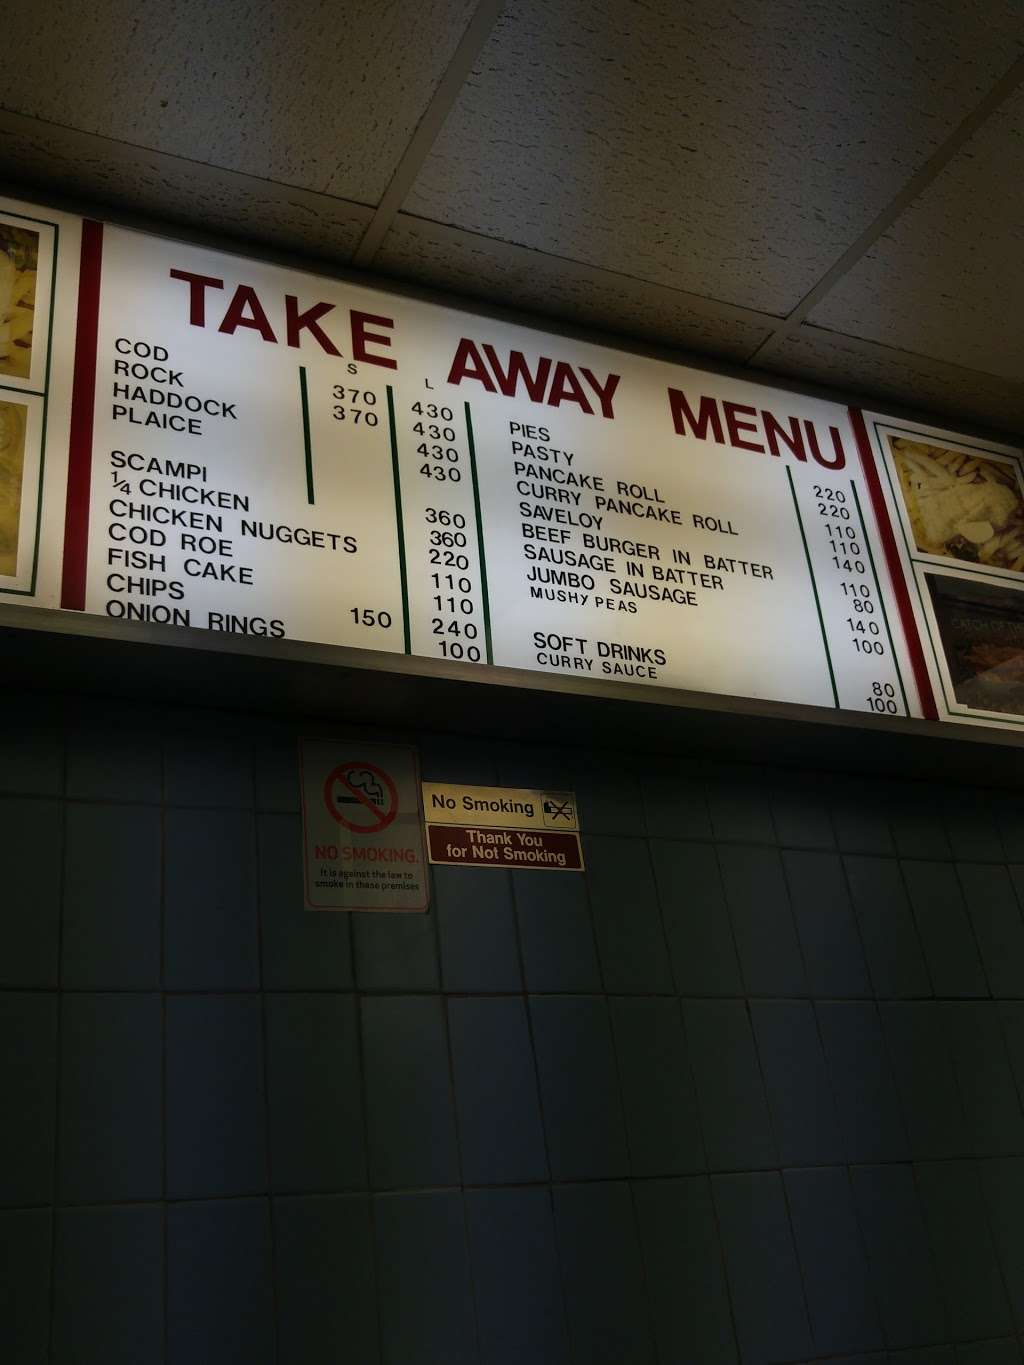 TAKE AWAY MENU
S L
COD 370 430
ROCK 370 430
HADDOCK 430
PLAICE 430
SCAMPI 360
1/4 CHICKEN 360
CHICKEN NUGGETS 220
COD ROE 110
FISH CAKE 110
CHIPS 150 240
ONION RINGS 100
PIES 220
PASTY 220
PANCAKE ROLL 110
CURRY PANCAKE ROLL 110
SAVELOY 140
BEEF BURGER IN BATTER 110
SAUSAGE IN BATTER 80
JUMBO SAUSAGE 140
MUSHY PEAS 100
SOFT DRINKS 80
CURRY SAUCE 100
CATCH OF THE
NO SMOKING.
It is against the law to
smoke in these premises
No Smoking
Thank You
for Not Smoking